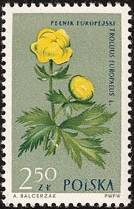 PEŁNIK EUROPEJSKI
TROLLIUS EUROPAEUS L.
2.50
ZŁ
POLSKA
A. BALCERZAK
PWPW